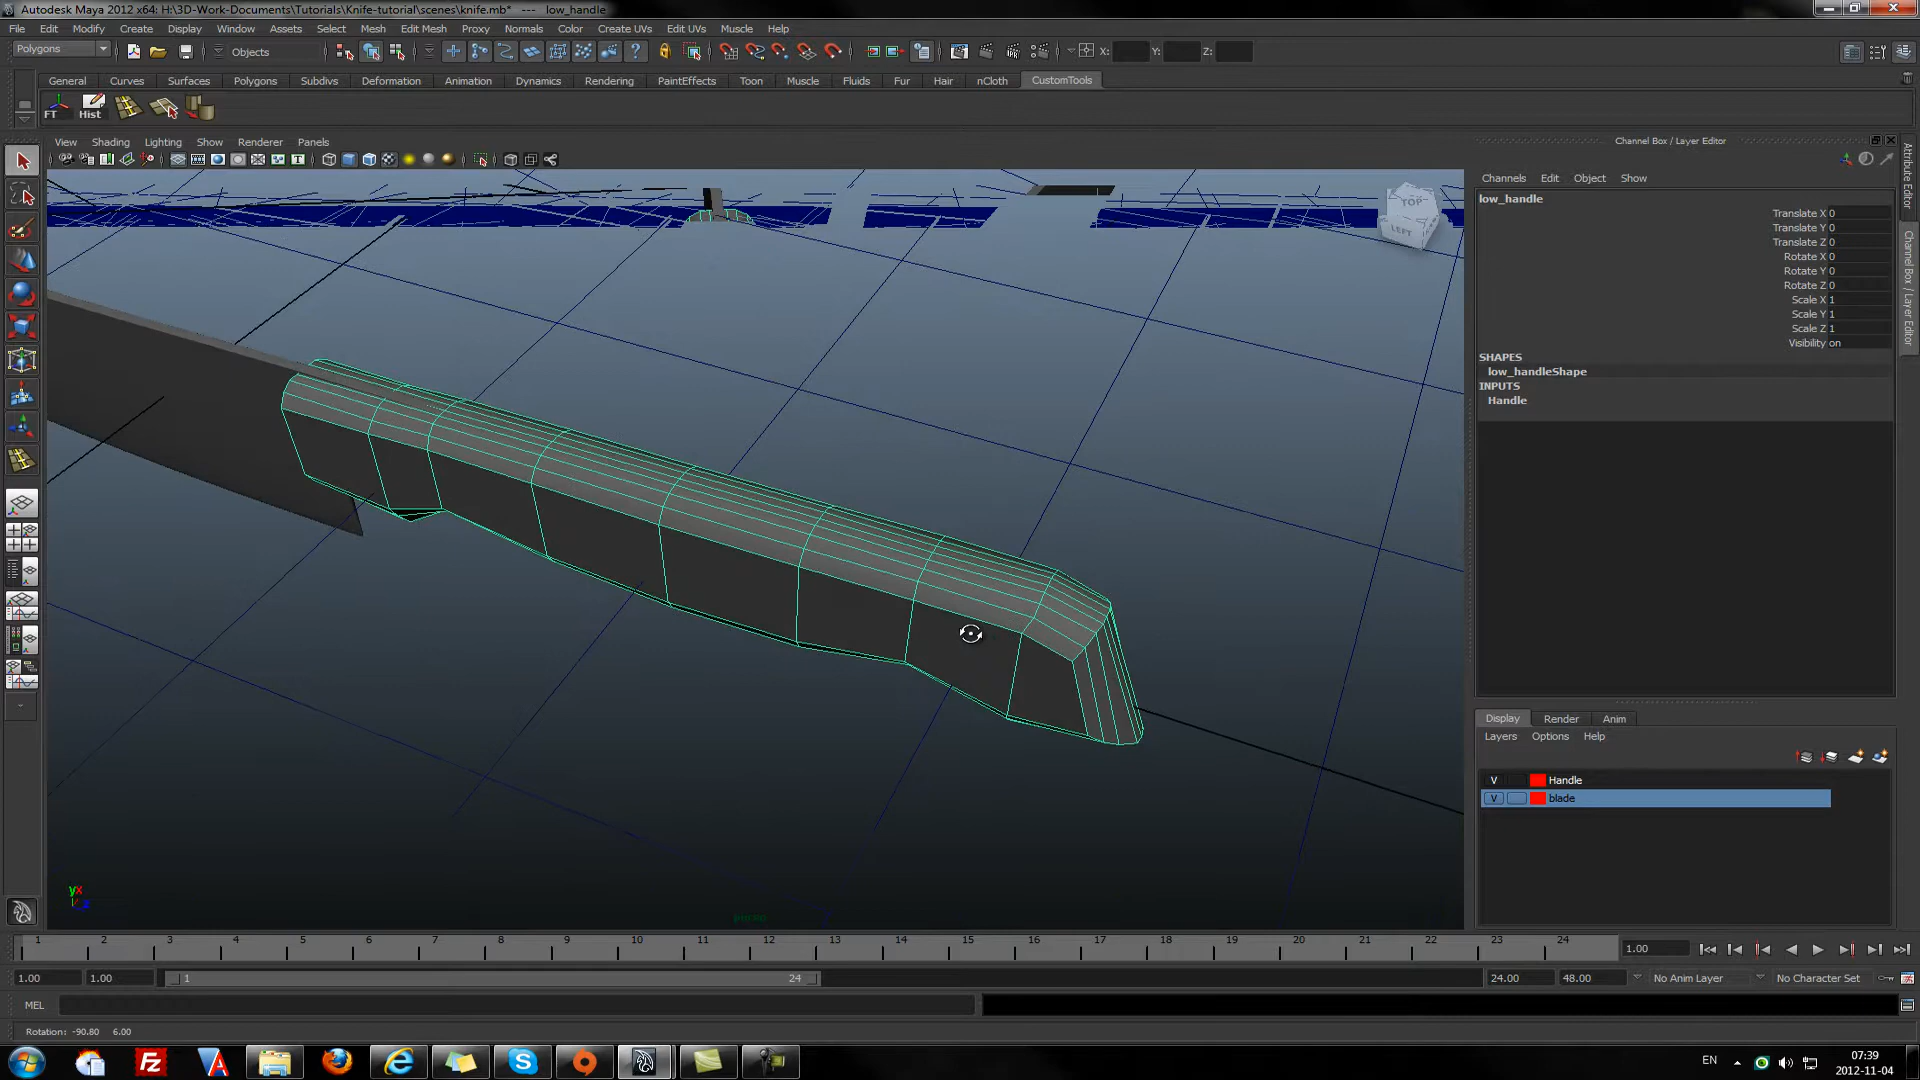 Autodesk Maya 2012 x64: H:\3D-Work-Documents\Tutorials\Knife-tutorial\scenes\knife.mb* --- low_handle
File Edit Modify Create Display Window Assets Select Mesh Edit Mesh Proxy Normals Color Create UVs Edit UVs Muscle Help
Polygons Objects X: Y: Z:
General Curves Surfaces Polygons Subdivs Deformation Animation Dynamics Rendering PaintEffects Toon Muscle Fluids Fur Hair nCloth CustomTools
FT Hist
View Shading Lighting Show Renderer Panels
Channel Box / Layer Editor
Channels Edit Object Show
low_handle
Translate X 0
Translate Y 0
Translate Z 0
Rotate X 0
Rotate Y 0
Rotate Z 0
Scale X 1
Scale Y 1
Scale Z 1
Visibility on
SHAPES
low_handleShape
INPUTS
Handle
Attribute Editor
Channel Box / Layer Editor
TOP
LEFT
Display Render Anim
Layers Options Help
V Handle
V blade
persp
1 2 3 4 5 6 7 8 9 10 11 12 13 14 15 16 17 18 19 20 21 22 23 24 1.00
1.00 1.00 1 24 24.00 48.00 No Anim Layer No Character Set
MEL
Rotation: -90.80 6.00
EN 07:39
2012-11-04